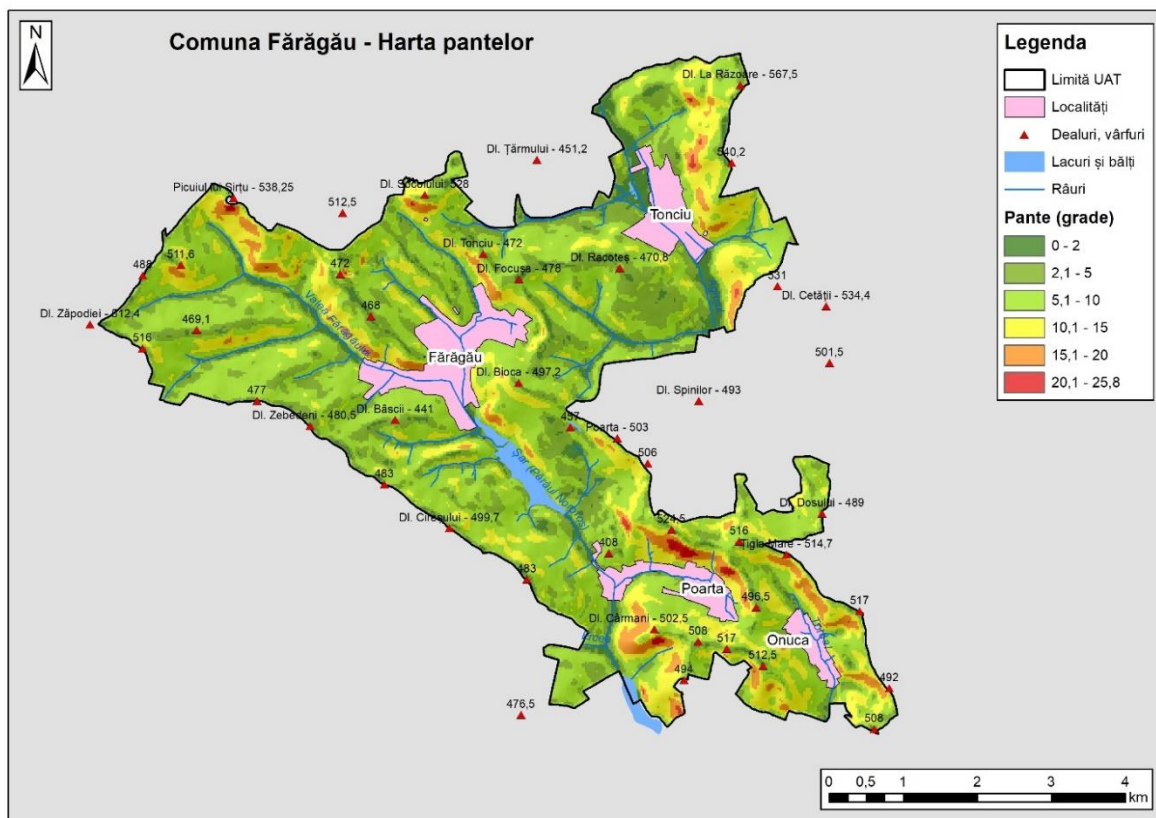 N
Comuna Fărăgău - Harta pantelor
Legenda
Limită UAT
Localități
Dealuri, vârfuri
Lacuri și bălți
Râuri
Pante (grade)
0 - 2
2,1 - 5
5,1 - 10
10,1 - 15
15,1 - 20
20,1 - 25,8
Dl. La Răzoare - 567,5
Dl. Țărmului - 451,2
540,2
Picuiul lui Sirțu - 538,25
Dl. Socolului 528
512,5
Tonciu
Dl. Tonciu - 472
511,6
488
472
Dl. Focușa - 478
Dl. Racoteș - 470,8
531
Dl. Cetății - 534,4
Dl. Zăpodiei - 512,4
469,1
468
Valea Fărăgăului
516
Fărăgău
501,5
Dl. Bioca - 497,2
477
Dl. Spinilor - 493
Dl. Zebedeni - 480,5
Dl. Băscii - 441
457
Poarta - 503
506
Șar (Pârâul
483
Dl. Dosului - 489
Dl. Cireșului - 499,7
524,5
516
Țigla Mare - 514,7
408
483
Poarta
496,5
517
Dl. Cărmani - 502,5
508
517
Onuca
512,5
494
492
476,5
508
0 0,5 1 2 3 4
km